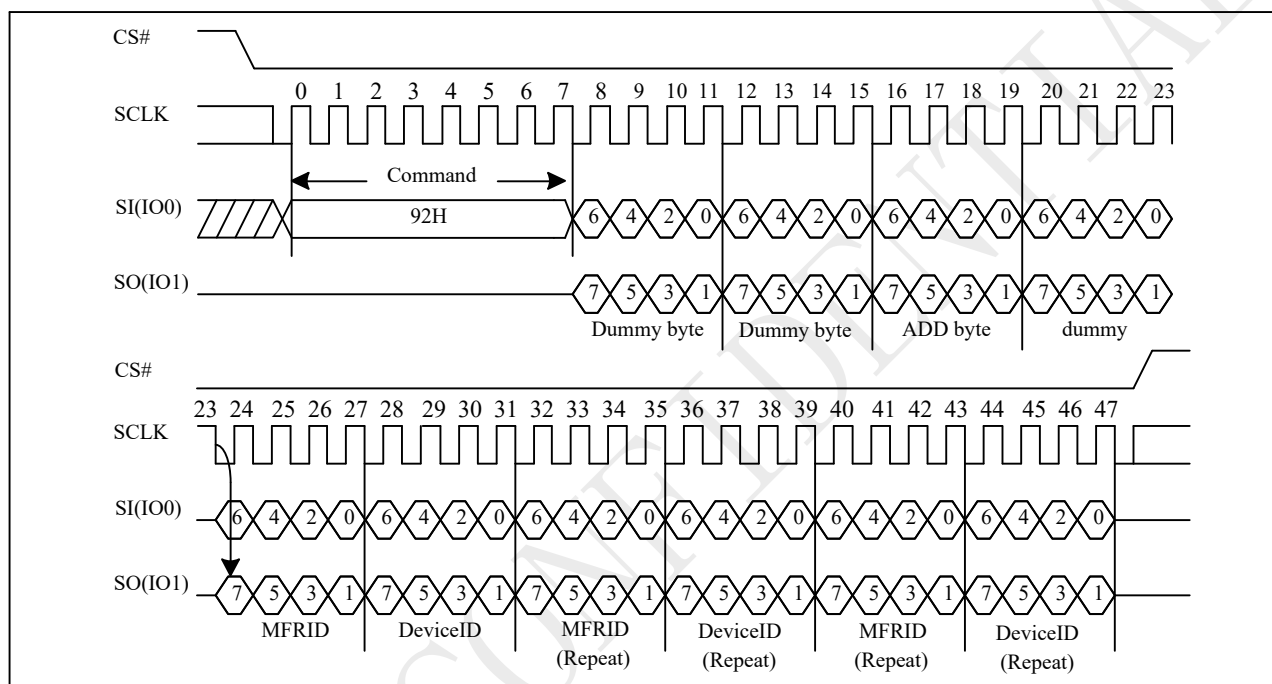 CS#
0 1 2 3 4 5 6 7 8 9 10 11 12 13 14 15 16 17 18 19 20 21 22 23
SCLK
Command
SI(IO0)
92H
6 4 2 0 6 4 2 0 6 4 2 0 6 4 2 0
SO(IO1)
7 5 3 1 7 5 3 1 7 5 3 1 7 5 3 1
Dummy byte Dummy byte ADD byte dummy
CS#
23 24 25 26 27 28 29 30 31 32 33 34 35 36 37 38 39 40 41 42 43 44 45 46 47
SCLK
SI(IO0)
6 4 2 0 6 4 2 0 6 4 2 0 6 4 2 0 6 4 2 0 6 4 2 0
SO(IO1)
7 5 3 1 7 5 3 1 7 5 3 1 7 5 3 1 7 5 3 1 7 5 3 1
MFRID DeviceID MFRID DeviceID MFRID DeviceID
(Repeat) (Repeat) (Repeat) (Repeat)
CONFIDENTIAL